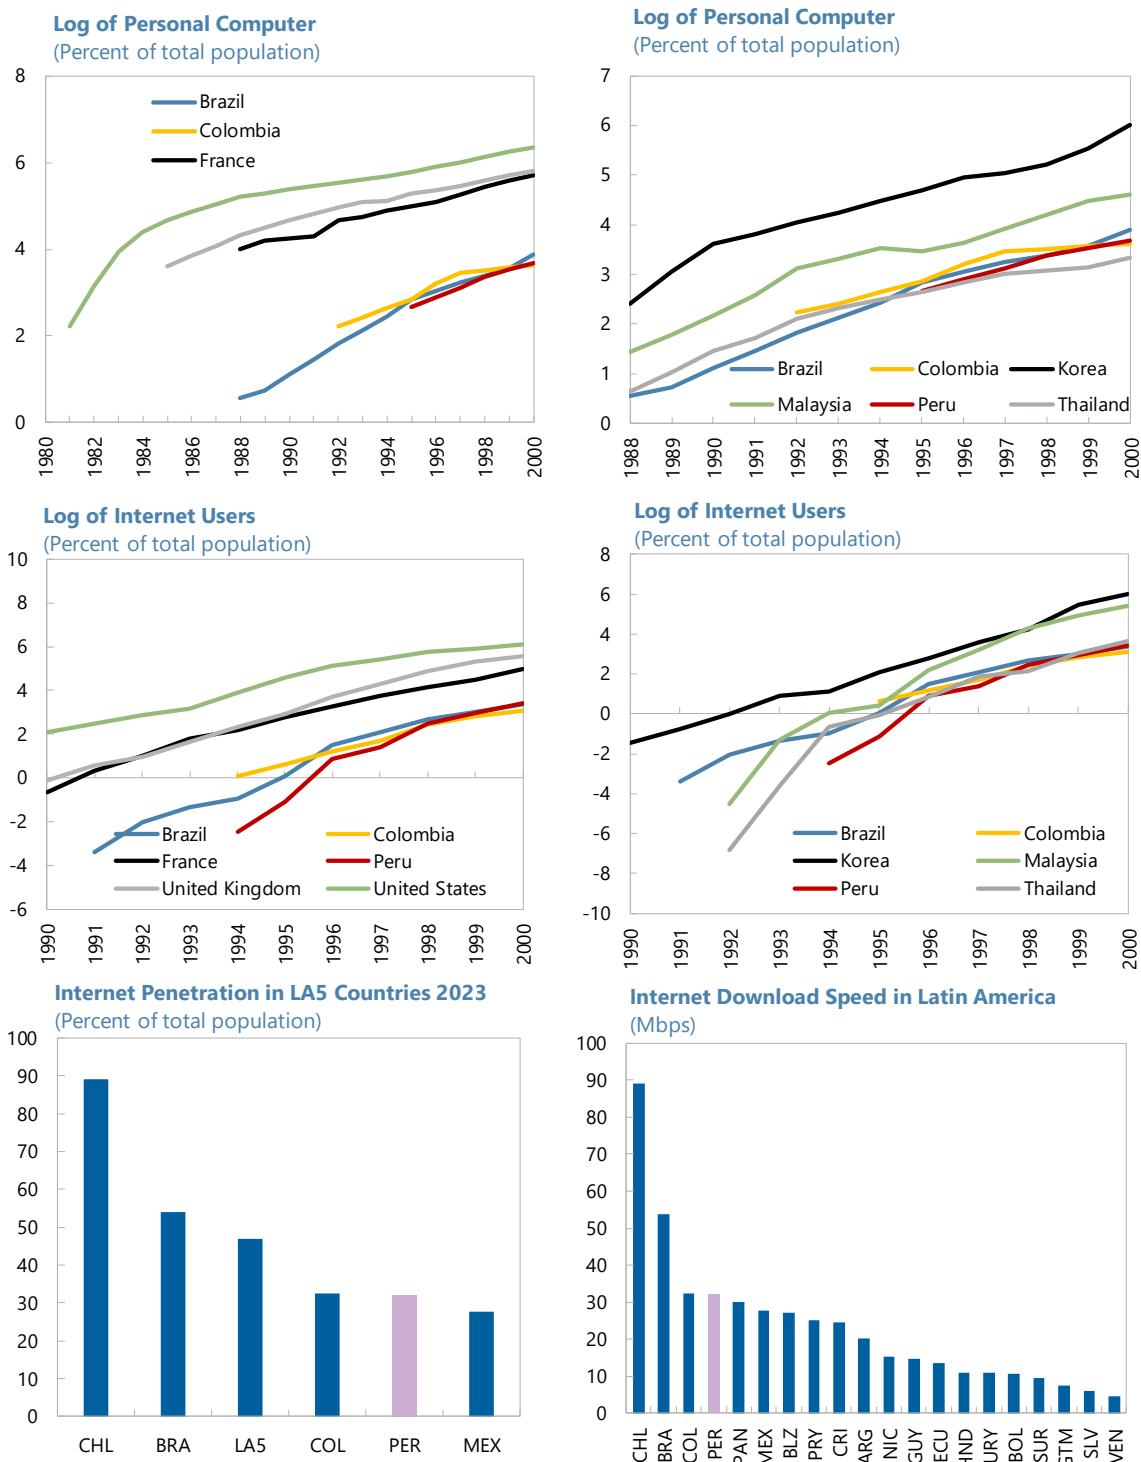 Log of Personal Computer
(Percent of total population)
8
6
4
2
0
Brazil
Colombia
France
1980
1982
1984
1986
1988
1990
1992
1994
1996
1998
2000
Log of Personal Computer
(Percent of total population)
7
6
5
4
3
2
1
0
Brazil
Colombia
Korea
Malaysia
Peru
Thailand
1988
1989
1990
1991
1992
1993
1994
1995
1996
1997
1998
1999
2000
Log of Internet Users
(Percent of total population)
10
8
6
4
2
0
-2
-4
-6
Brazil
Colombia
France
Peru
United Kingdom
United States
1990
1991
1992
1993
1994
1995
1996
1997
1998
1999
2000
Log of Internet Users
(Percent of total population)
8
6
4
2
0
-2
-4
-6
-8
-10
Brazil
Colombia
Korea
Malaysia
Peru
Thailand
1990
1991
1992
1993
1994
1995
1996
1997
1998
1999
2000
Internet Penetration in LA5 Countries 2023
(Percent of total population)
100
90
80
70
60
50
40
30
20
10
0
CHL
BRA
LA5
COL
PER
MEX
Internet Download Speed in Latin America
(Mbps)
100
90
80
70
60
50
40
30
20
10
0
CHL
BRA
COL
PER
PAN
MEX
BLZ
PRY
CRI
ARG
NIC
GUY
ECU
HND
URY
BOL
SUR
GTM
SLV
VEN